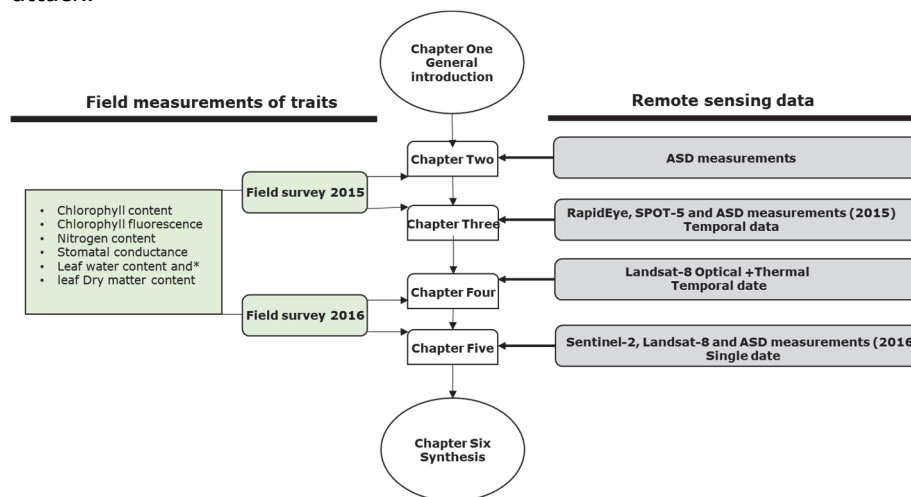 Chapter One
General
introduction
Field measurements of traits
Remote sensing data
Chapter Two
ASD measurements
Field survey 2015
• Chlorophyll content
• Chlorophyll fluorescence
• Nitrogen content
• Stomatal conductance
• Leaf water content and*
• leaf Dry matter content
Chapter Three
RapidEye, SPOT-5 and ASD measurements (2015)
Temporal data
Chapter Four
Landsat-8 Optical +Thermal
Temporal date
Field survey 2016
Chapter Five
Sentinel-2, Landsat-8 and ASD measurements (2016
Single date
Chapter Six
Synthesis